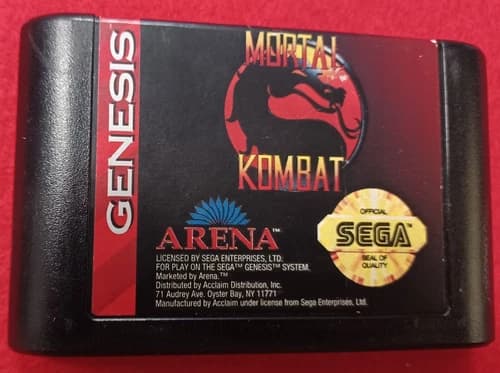 GENESIS
MORTAL
KOMBAT
ARENA™
LICENSED BY SEGA ENTERPRISES, LTD.
FOR PLAY ON THE SEGA™ GENESIS™ SYSTEM.
Marketed by Arena.™
Distributed by Acclaim Distribution, Inc.
71 Audrey Ave. Oyster Bay, NY 11771
Manufactured by Acclaim under license from Sega Enterprises, Ltd.
OFFICIAL
SEGA
SEAL OF
QUALITY